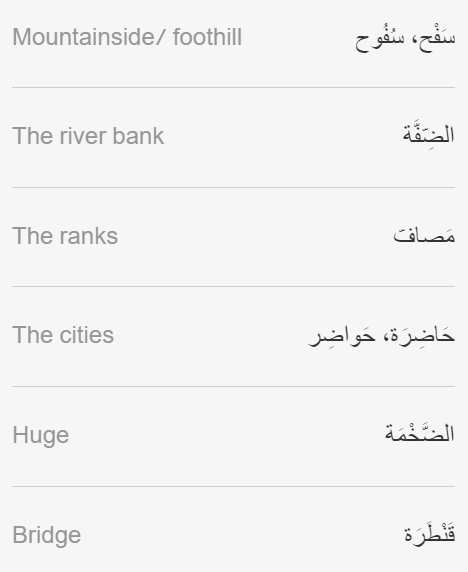 Mountainside/ foothill سَفْح، سُفُوح
The river bank الضِفَّة
The ranks مَصافّ
The cities حَاضِرَة، حَواضِر
Huge الضَّخْمَة
Bridge قَنْطَرَة